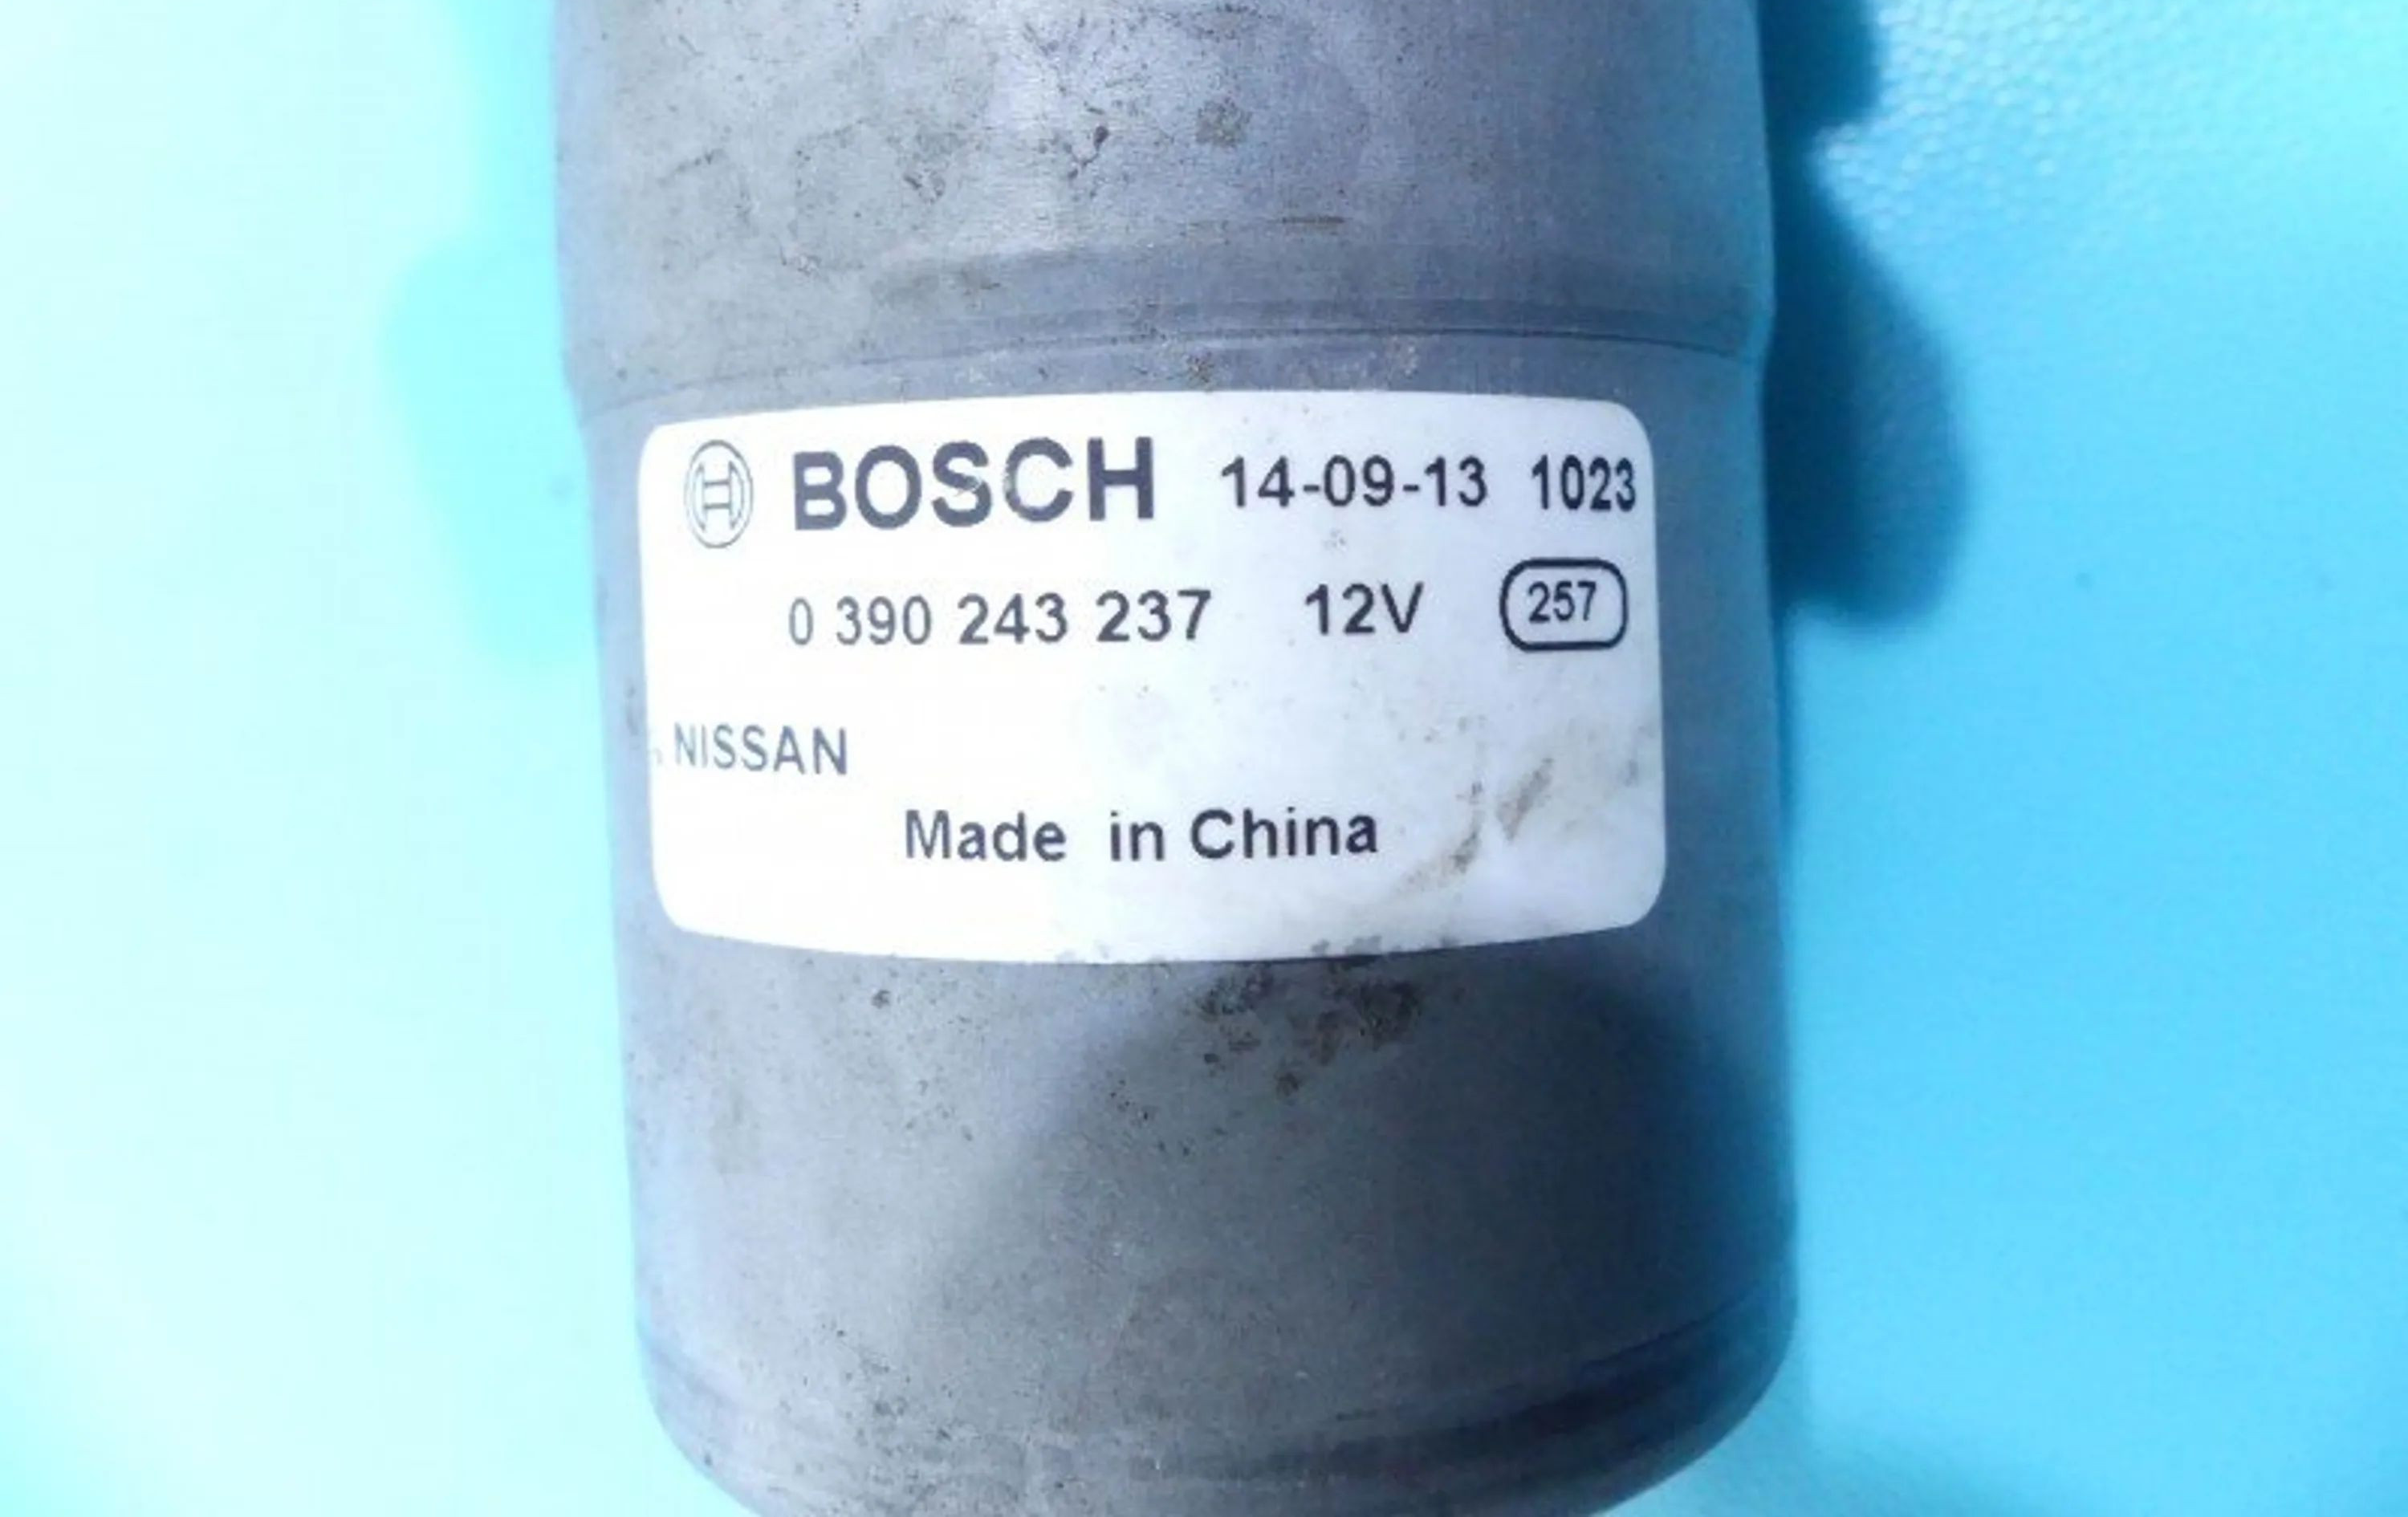 BOSCH 14-09-13 1023
0 390 243 237 12V 257
NISSAN
Made in China